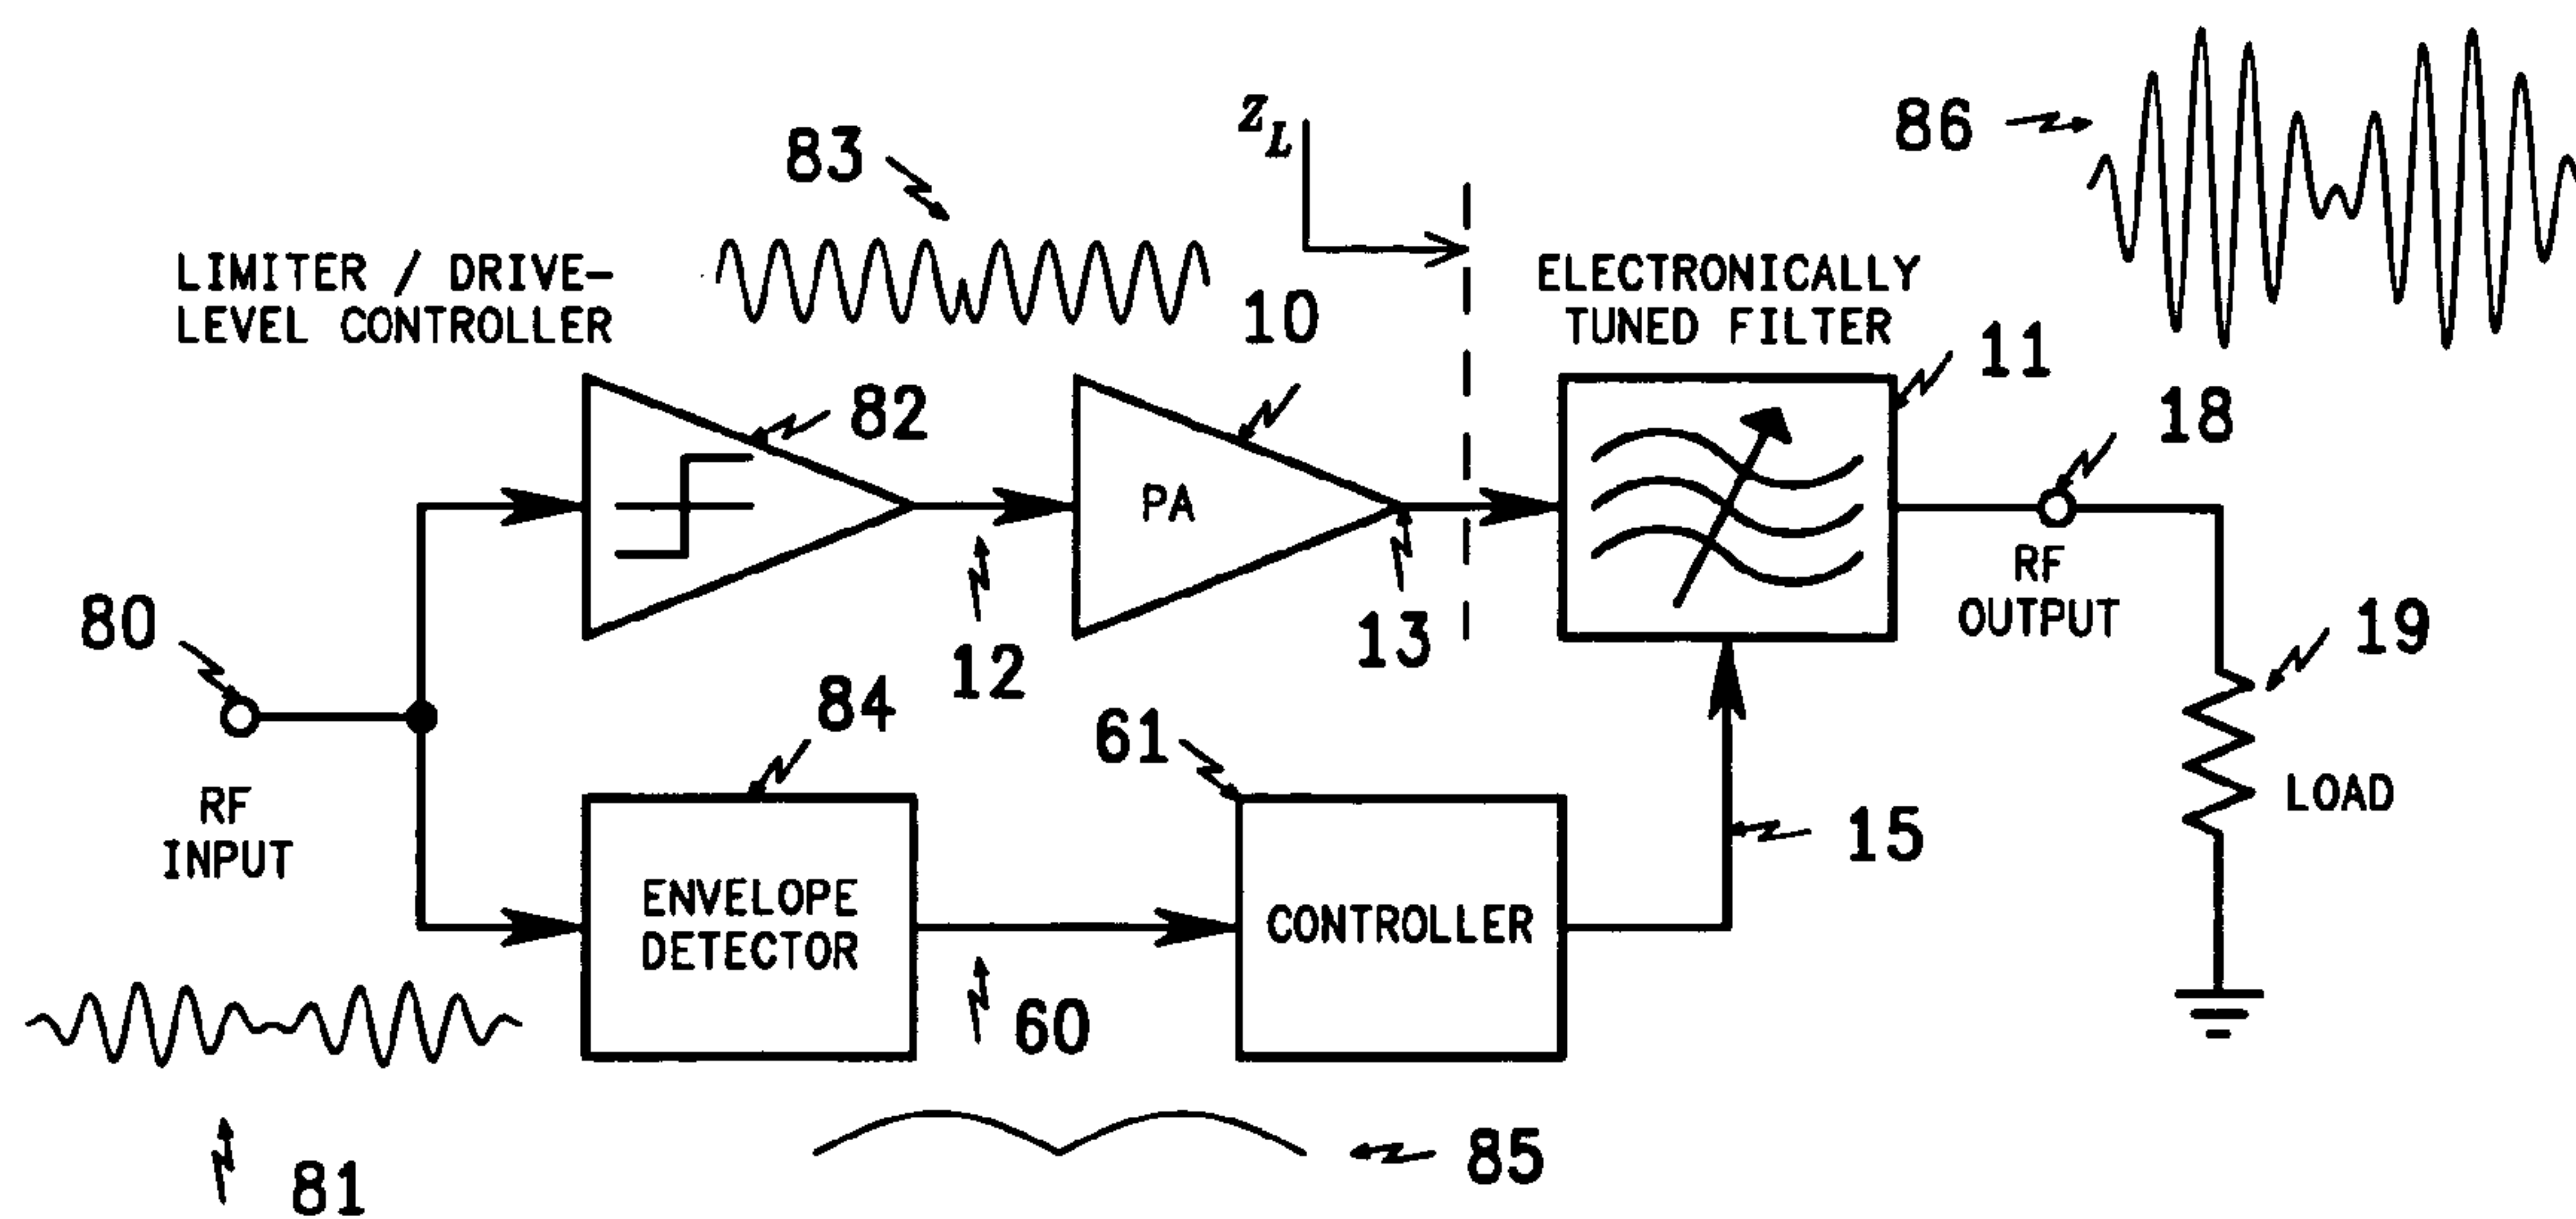 86
Z_L
83
LIMITER / DRIVE-
LEVEL CONTROLLER
10
ELECTRONICALLY
TUNED FILTER
11
82
18
PA
RF
OUTPUT
80
12
13
19
84
61
RF
INPUT
LOAD
15
ENVELOPE
DETECTOR
CONTROLLER
60
81
85